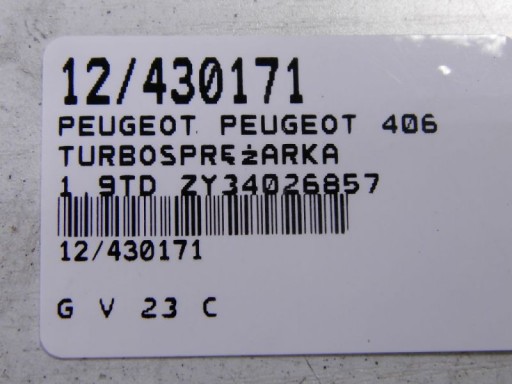 12/430171
PEUGEOT PEUGEOT 406
TURBOSPRĘŻARKA
1.9TD ZY34026857
12/430171
G V 23 C